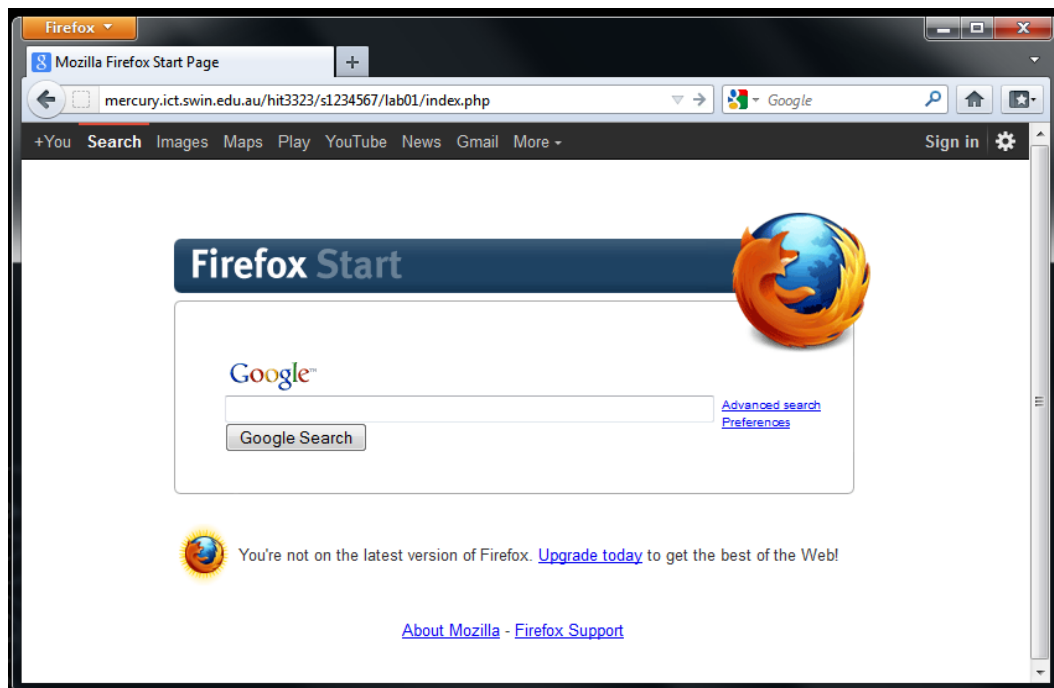 Firefox
Mozilla Firefox Start Page
mercury.ict.swin.edu.au/hit3323/s1234567/lab01/index.php
Google
+You Search Images Maps Play YouTube News Gmail More
Sign in
Firefox Start
Google™
Advanced search
Preferences
Google Search
You're not on the latest version of Firefox. Upgrade today to get the best of the Web!
About Mozilla - Firefox Support